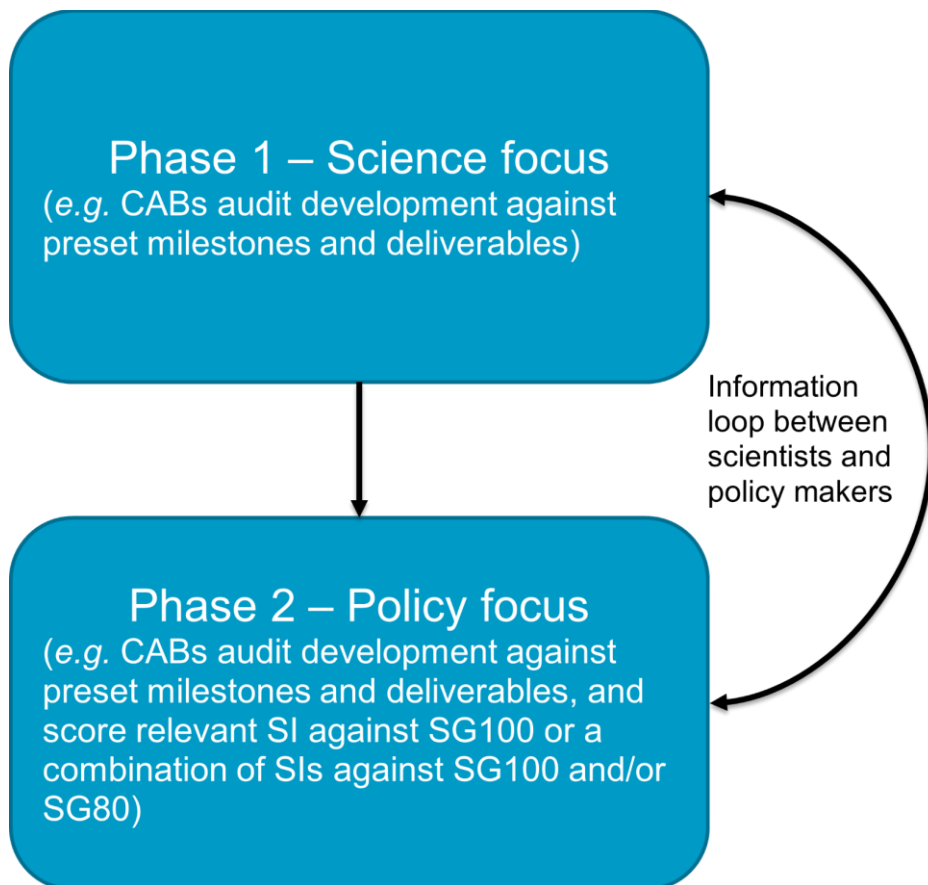 Phase 1 – Science focus
(e.g. CABs audit development against
preset milestones and deliverables)
Information
loop between
scientists and
policy makers
Phase 2 – Policy focus
(e.g. CABs audit development against
preset milestones and deliverables, and
score relevant SI against SG100 or a
combination of SIs against SG100 and/or
SG80)